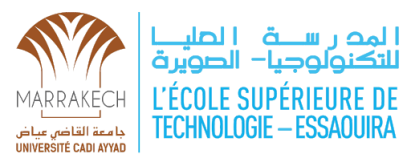 MARRAKECH
جامعة القاضي عياض
UNIVERSITÉ CADI AYYAD
المدرسة العليا
للتكنولوجيا– الصويرة
L'ÉCOLE SUPÉRIEURE DE
TECHNOLOGIE – ESSAOUIRA